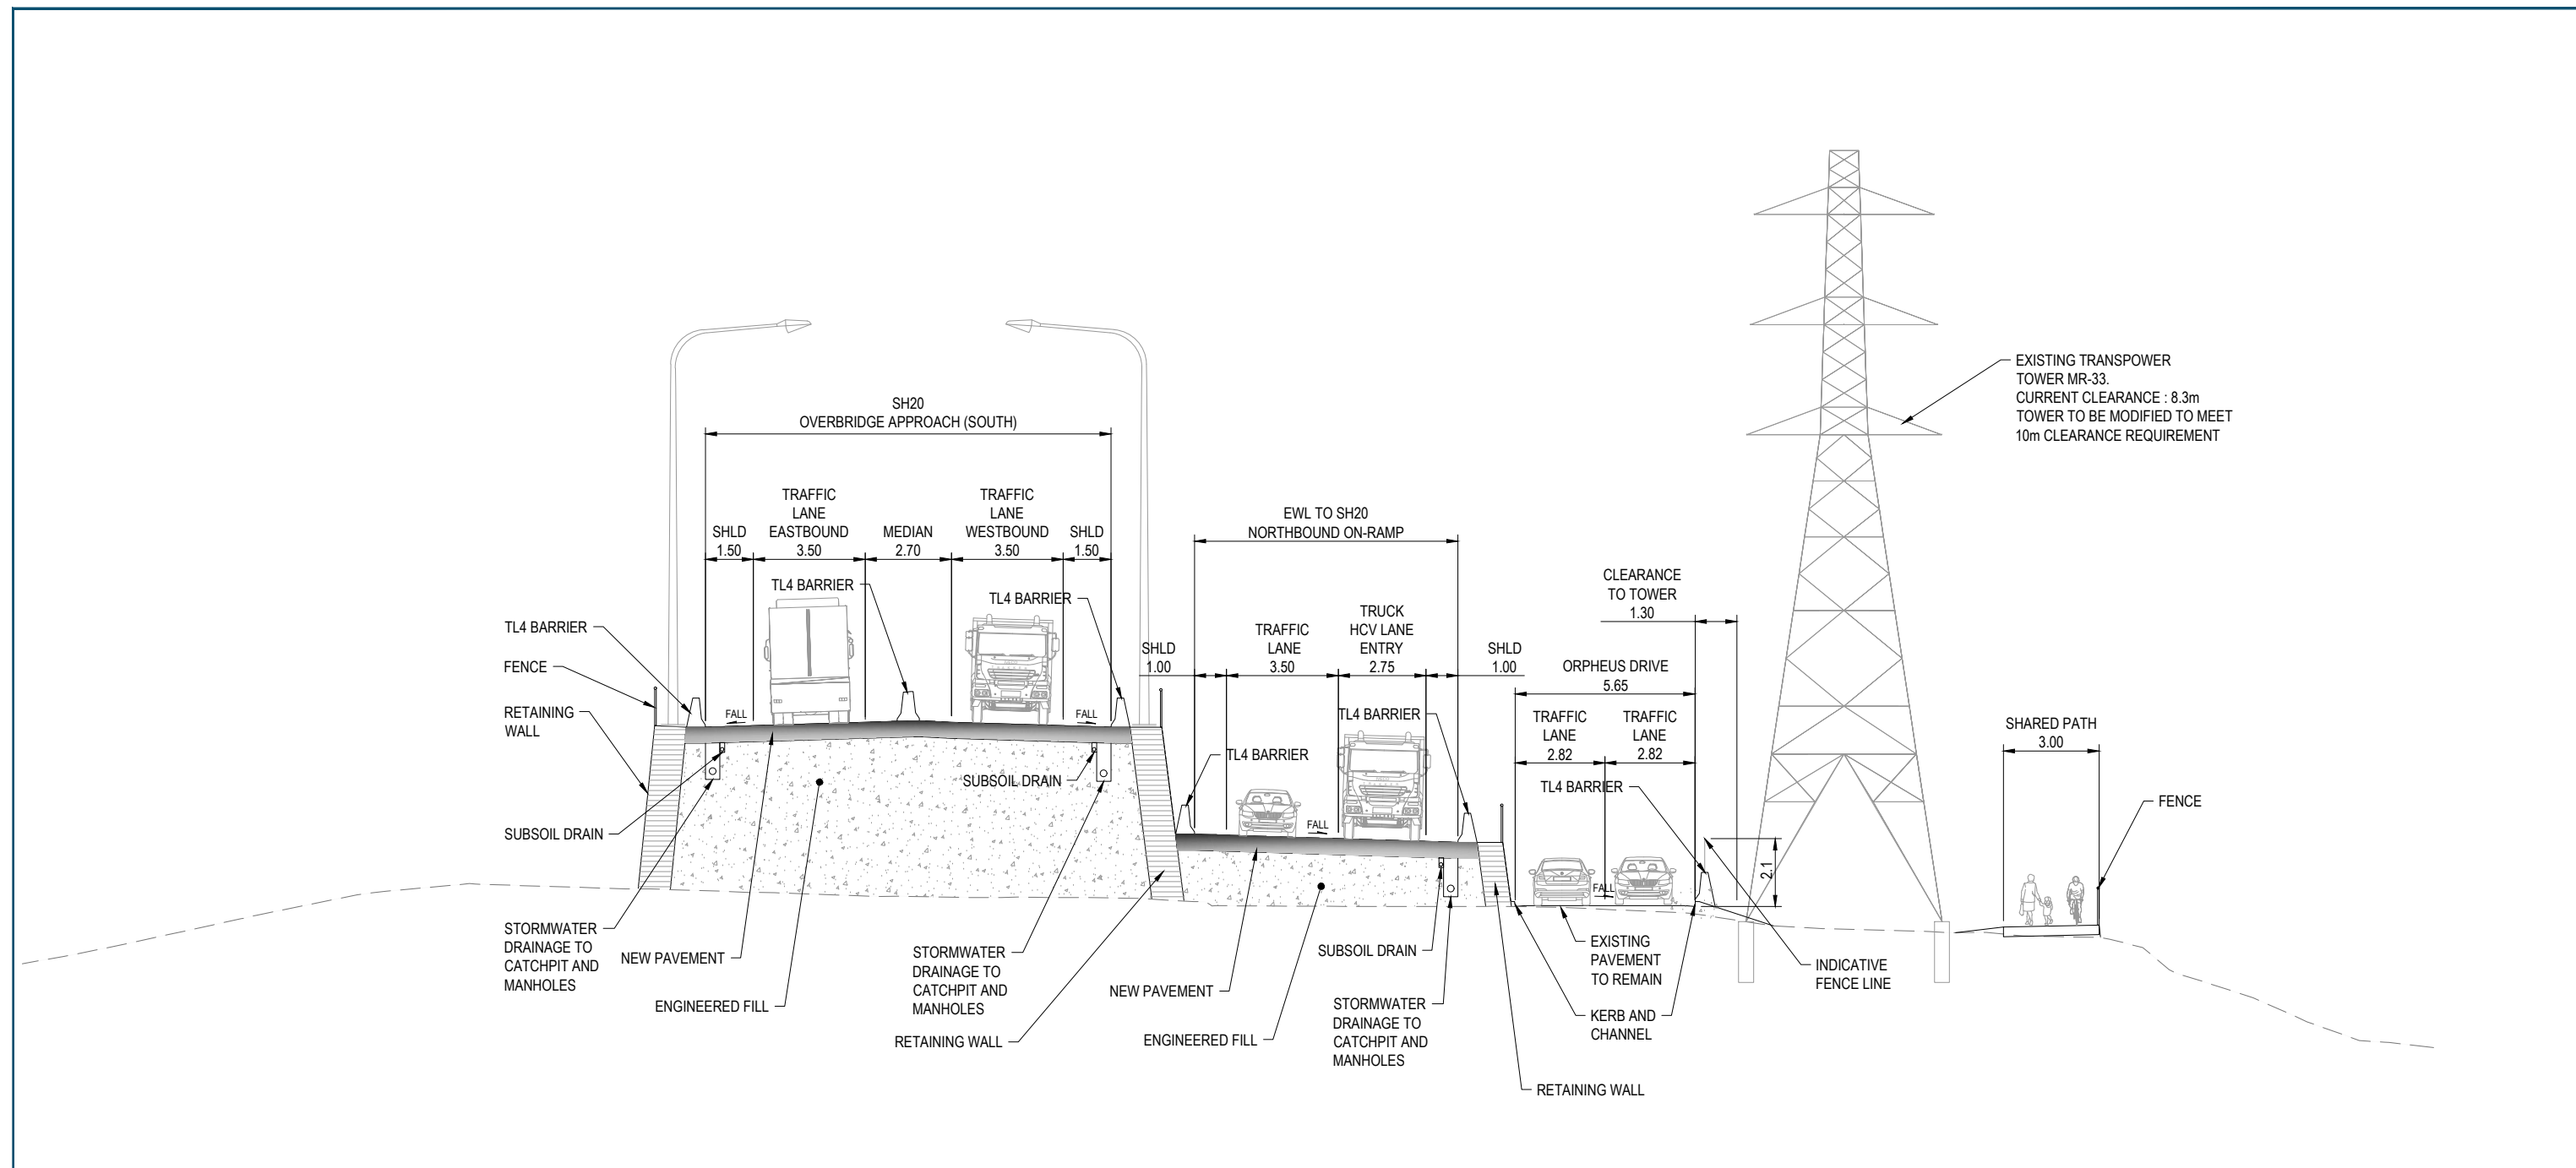 EXISTING TRANSPOWER
TOWER MR-33.
CURRENT CLEARANCE : 8.3m
TOWER TO BE MODIFIED TO MEET
10m CLEARANCE REQUIREMENT
SH20
OVERBRIDGE APPROACH (SOUTH)
SHLD
1.50
TRAFFIC
LANE
EASTBOUND
3.50
MEDIAN
2.70
TRAFFIC
LANE
WESTBOUND
3.50
SHLD
1.50
TL4 BARRIER
TL4 BARRIER
TL4 BARRIER
FENCE
RETAINING
WALL
FALL
FALL
SUBSOIL DRAIN
SUBSOIL DRAIN
STORMWATER
DRAINAGE TO
CATCHPIT AND
MANHOLES
NEW PAVEMENT
ENGINEERED FILL
STORMWATER
DRAINAGE TO
CATCHPIT AND
MANHOLES
RETAINING WALL
EWL TO SH20
NORTHBOUND ON-RAMP
SHLD
1.00
TRAFFIC
LANE
3.50
TRUCK
HCV LANE
ENTRY
2.75
SHLD
1.00
TL4 BARRIER
TL4 BARRIER
FALL
NEW PAVEMENT
ENGINEERED FILL
SUBSOIL DRAIN
STORMWATER
DRAINAGE TO
CATCHPIT AND
MANHOLES
RETAINING WALL
CLEARANCE
TO TOWER
1.30
ORPHEUS DRIVE
5.65
TRAFFIC
LANE
2.82
TRAFFIC
LANE
2.82
TL4 BARRIER
FALL
2.1
EXISTING
PAVEMENT
TO REMAIN
KERB AND
CHANNEL
INDICATIVE
FENCE LINE
SHARED PATH
3.00
FENCE